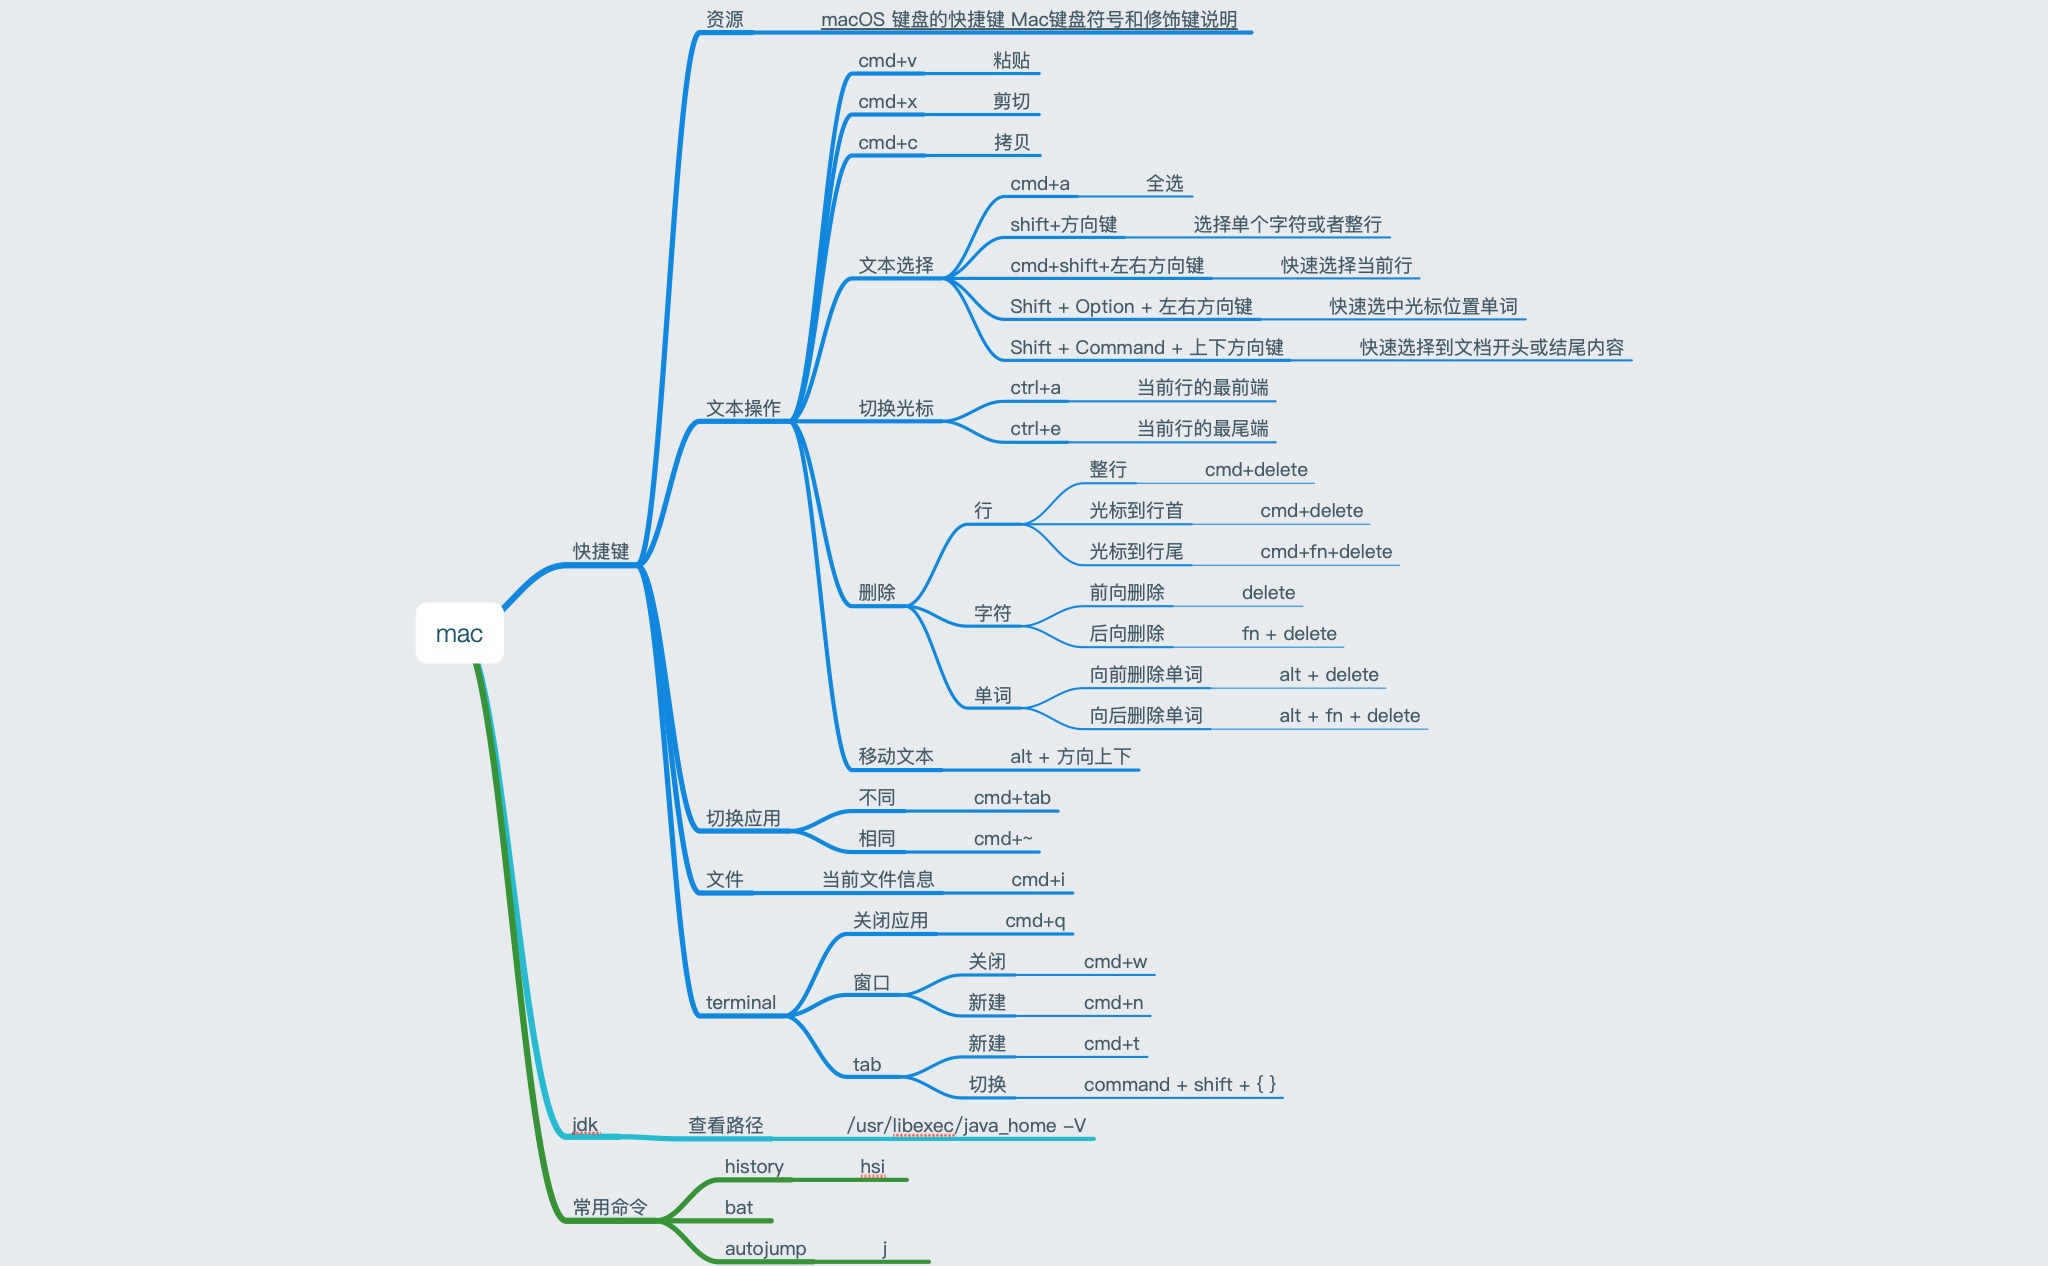 资源 macOS 键盘的快捷键 Mac键盘符号和修饰键说明
cmd+v 粘贴
cmd+x 剪切
cmd+c 拷贝
cmd+a 全选
shift+方向键 选择单个字符或者整行
文本选择 cmd+shift+左右方向键 快速选择当前行
Shift + Option + 左右方向键 快速选中光标位置单词
Shift + Command + 上下方向键 快速选择到文档开头或结尾内容
ctrl+a 当前行的最前端
文本操作 切换光标
ctrl+e 当前行的最尾端
整行 cmd+delete
行 光标到行首 cmd+delete
快捷键 光标到行尾 cmd+fn+delete
删除 前向删除 delete
字符
mac 后向删除 fn + delete
向前删除单词 alt + delete
单词
向后删除单词 alt + fn + delete
移动文本 alt + 方向上下
不同 cmd+tab
切换应用
相同 cmd+~
文件 当前文件信息 cmd+i
关闭应用 cmd+q
关闭 cmd+w
窗口
terminal 新建 cmd+n
新建 cmd+t
tab
切换 command + shift + { }
jdk 查看路径 /usr/libexec/java_home –V
history hsi
常用命令 bat
autojump j